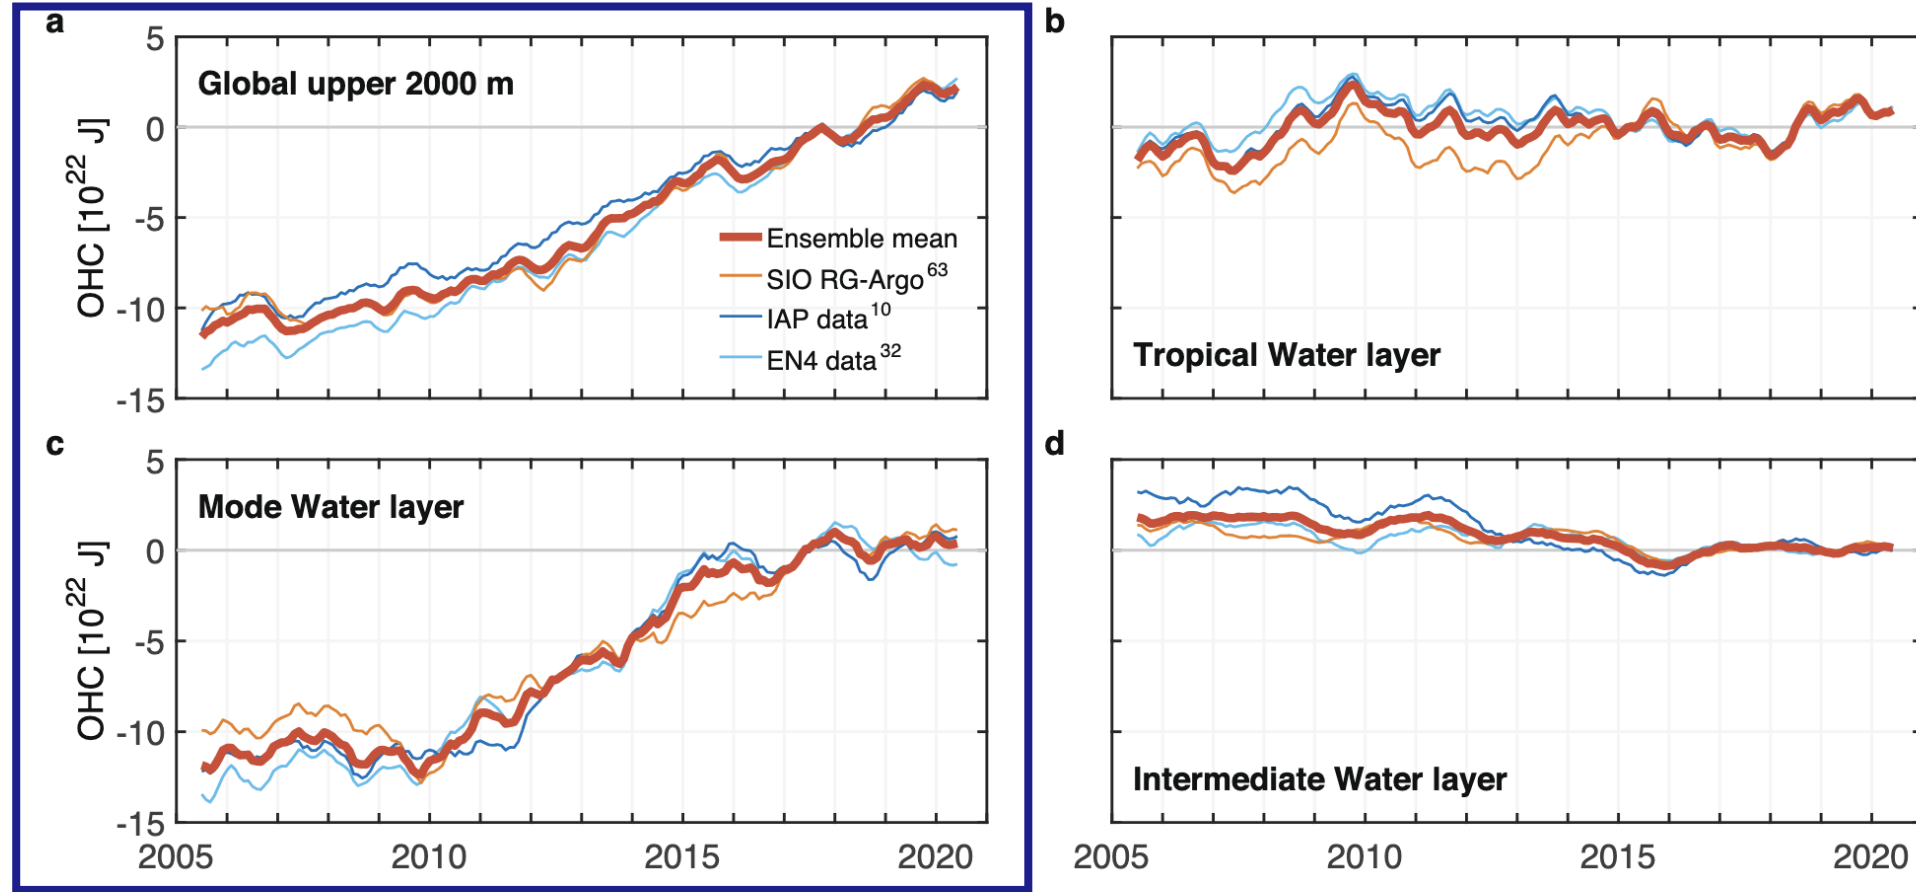 a
5
0
-5
-10
-15
OHC [10²² J]
Global upper 2000 m
Ensemble mean
SIO RG-Argo⁶³
IAP data¹⁰
EN4 data³²
b
Tropical Water layer
c
5
0
-5
-10
-15
OHC [10²² J]
Mode Water layer
2005 2010 2015 2020
d
Intermediate Water layer
2005 2010 2015 2020